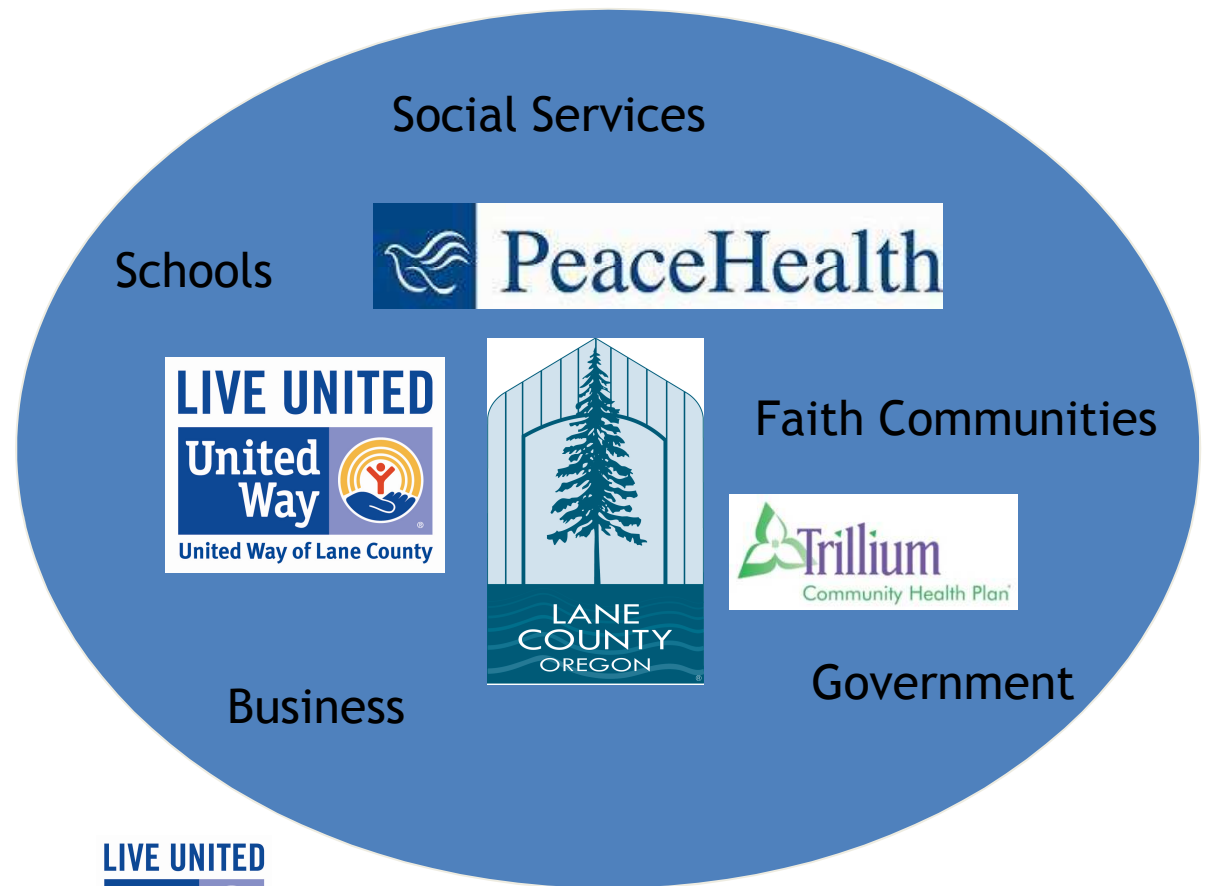 Social Services
PeaceHealth
Schools
LIVE UNITED
United
Way
®
United Way of Lane County
LANE
COUNTY
OREGON
®
Faith Communities
Trillium
Community Health Plan
Government
Business
LIVE UNITED